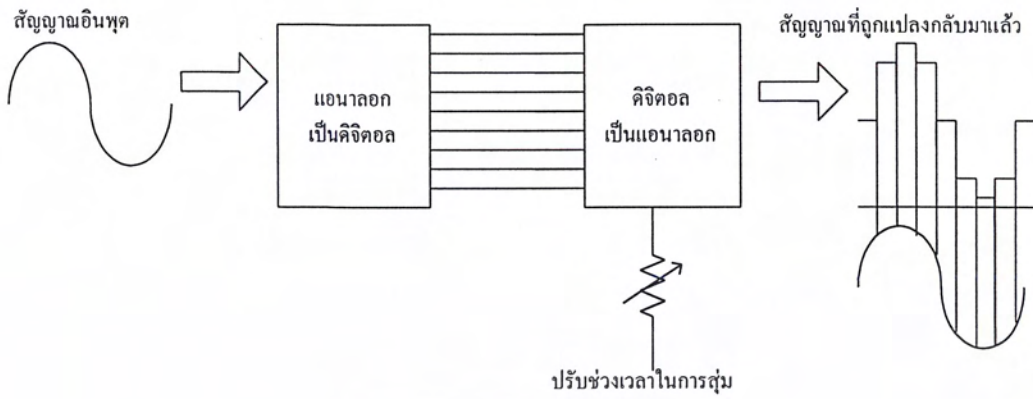 สัญญาณอินพุต
สัญญาณที่ถูกแปลงกลับมาแล้ว
แอนาลอก
เป็นดิจิตอล
ดิจิตอล
เป็นแอนาลอก
ปรับช่วงเวลาในการสุ่ม